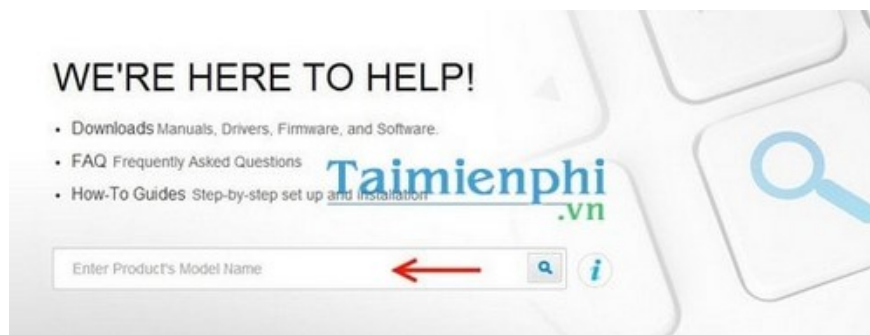 WE'RE HERE TO HELP!
• Downloads Manuals, Drivers, Firmware, and Software.
• FAQ Frequently Asked Questions
• How-To Guides Step-by-step set up and installation
Taimienphi
.vn
Enter Product's Model Name
i